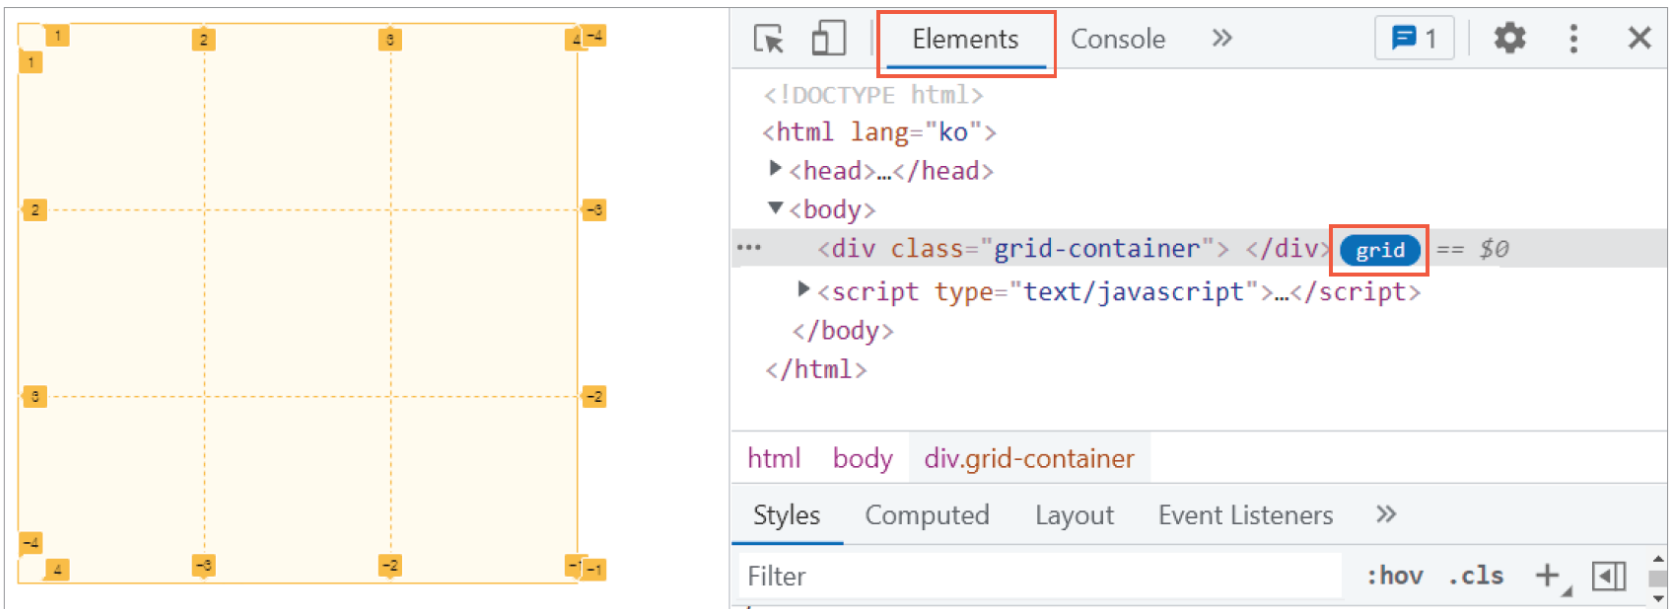 1 2 3 4 -4
1
2 -3
3 -2
-4
4 -3 -2 -1 -1
Elements Console » 1
<!DOCTYPE html>
<html lang="ko">
<head>…</head>
<body>
••• <div class="grid-container"> </div> grid == $0
<script type="text/javascript">…</script>
</body>
</html>
html body div.grid-container
Styles Computed Layout Event Listeners »
Filter :hov .cls +